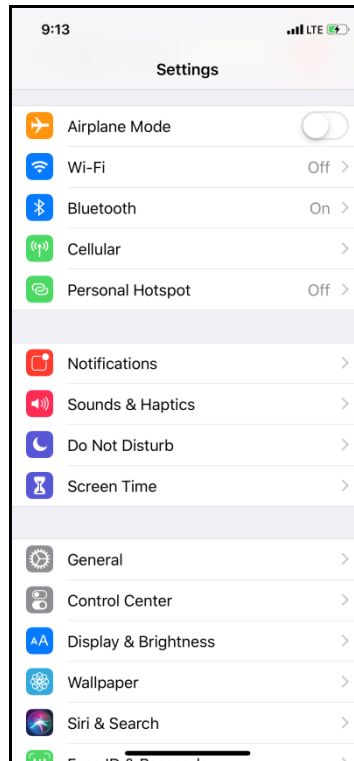 9:13 LTE
Settings
Airplane Mode
Wi-Fi Off
Bluetooth On
Cellular
Personal Hotspot Off
Notifications
Sounds & Haptics
Do Not Disturb
Screen Time
General
Control Center
AA Display & Brightness
Wallpaper
Siri & Search